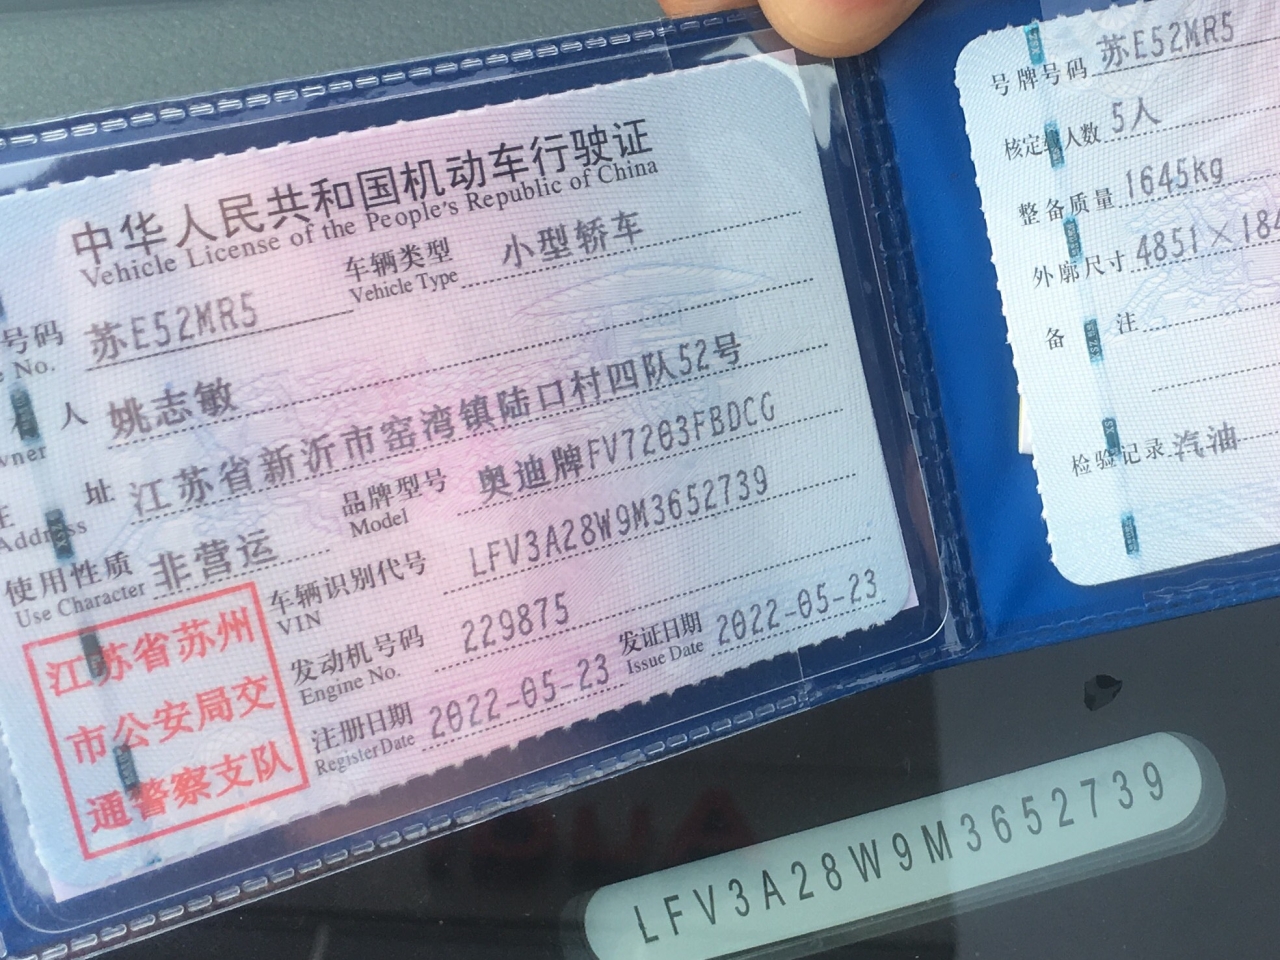 中华人民共和国机动车行驶证
Vehicle License of the People's Republic of China
号码 苏E52MR5 车辆类型 小型轿车
No. Vehicle Type
人 姚志敏
wner
址 江苏省新沂市窑湾镇陆口村四队52号
Address
使用性质 非营运 品牌型号 奥迪牌FV7203FBDCG
Use Character Model
车辆识别代号 LFV3A28W9M3652739
VIN
发动机号码 229875
Engine No.
注册日期 2022-05-23 发证日期 2022-05-23
Register Date Issue Date
江苏省苏州
市公安局交
通警察支队
号牌号码 苏E52MR5
核定载人数 5人
整备质量 1645kg
外廓尺寸 4851×184
备 注
检验记录 汽油
LFV3A28W9M3652739